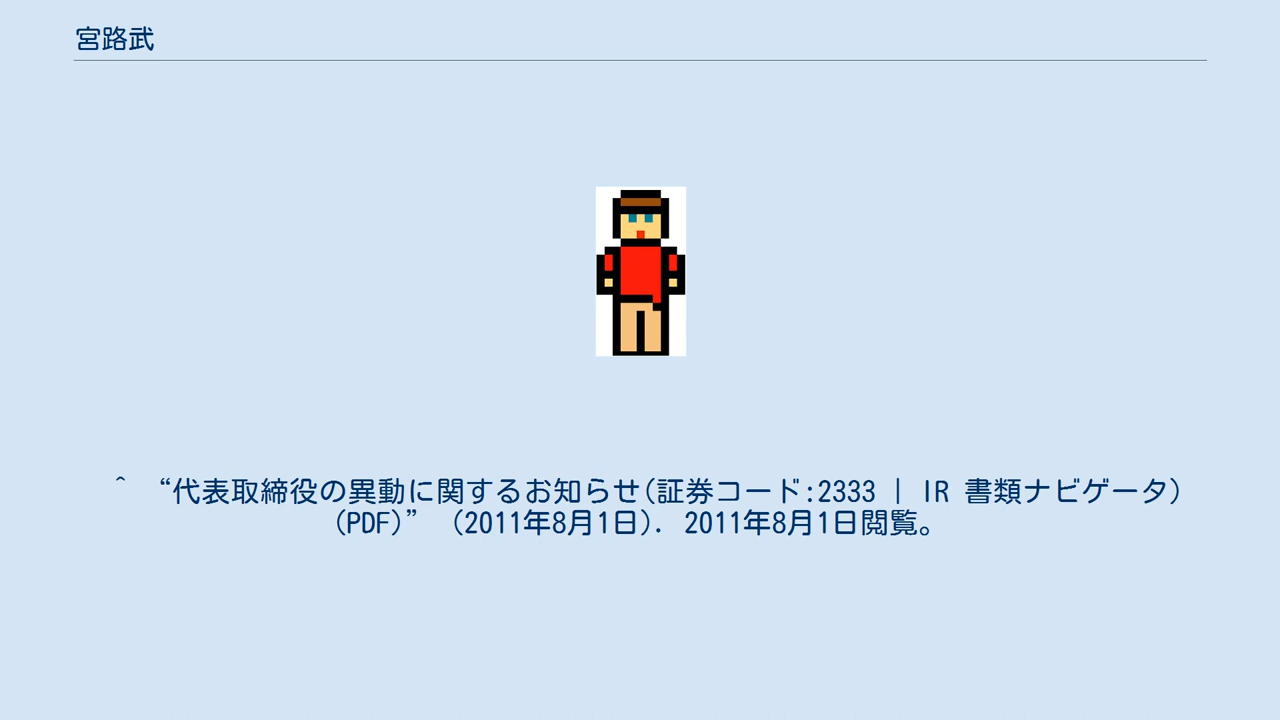 宮路武
^ “代表取締役の異動に関するお知らせ(証券コード:2333 | IR 書類ナビゲータ)
(PDF)” (2011年8月1日). 2011年8月1日閲覧。